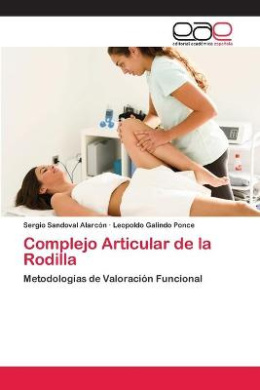 eae
editorial académica española
Sergio Sandoval Alarcón · Leopoldo Galindo Ponce
Complejo Articular de la
Rodilla
Metodologías de Valoración Funcional